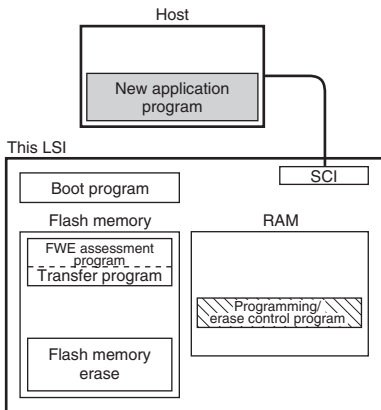 Host
New application
program
This LSI
SCI
Boot program
Flash memory
RAM
FWE assessment
program
Transfer program
Programming/
erase control program
Flash memory
erase